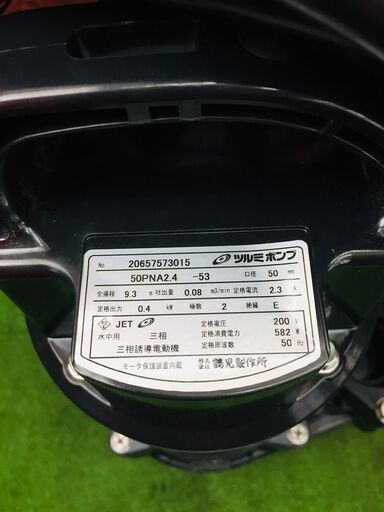 No. 20657573015 ツルミポンプ
50PNA2.4 -53 口径 50 mm
全揚程 9.3 m 吐出量 0.08 m3/min 定格電流 2.3 A
定格出力 0.4 kW 極数 2 絶縁 E
JET 定格電圧 200 V
水中用 三相 定格消費電力 582 W
三相誘導電動機 定格周波数 50 Hz
モータ保護装置内蔵 株式会社 鶴見製作所